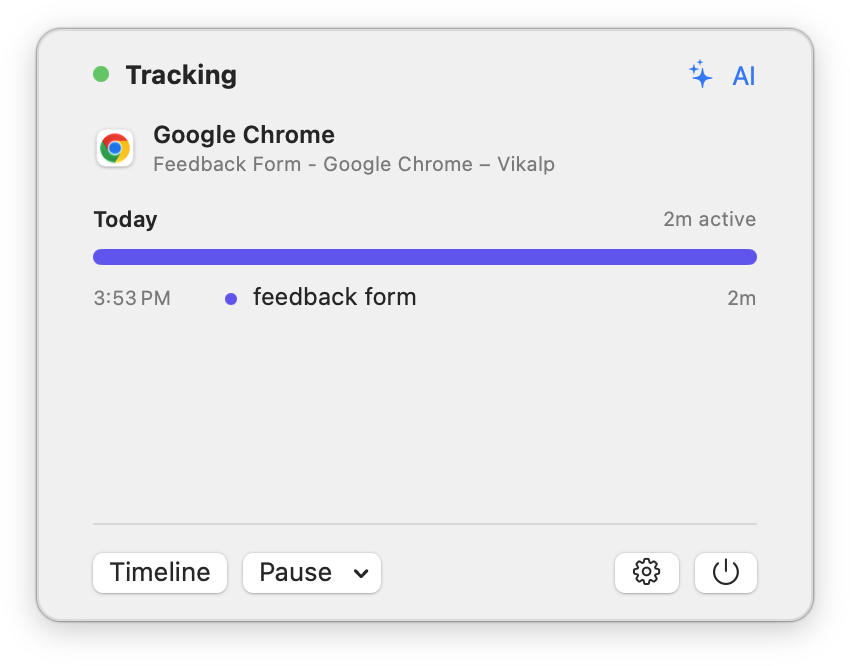 Tracking AI
Google Chrome
Feedback Form - Google Chrome – Vikalp
Today 2m active
3:53 PM feedback form 2m
Timeline Pause